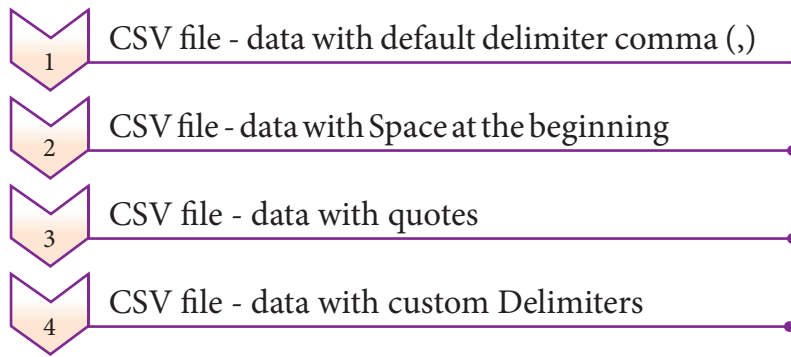 1 CSV file - data with default delimiter comma (,)
2 CSV file - data with Space at the beginning
3 CSV file - data with quotes
4 CSV file - data with custom Delimiters